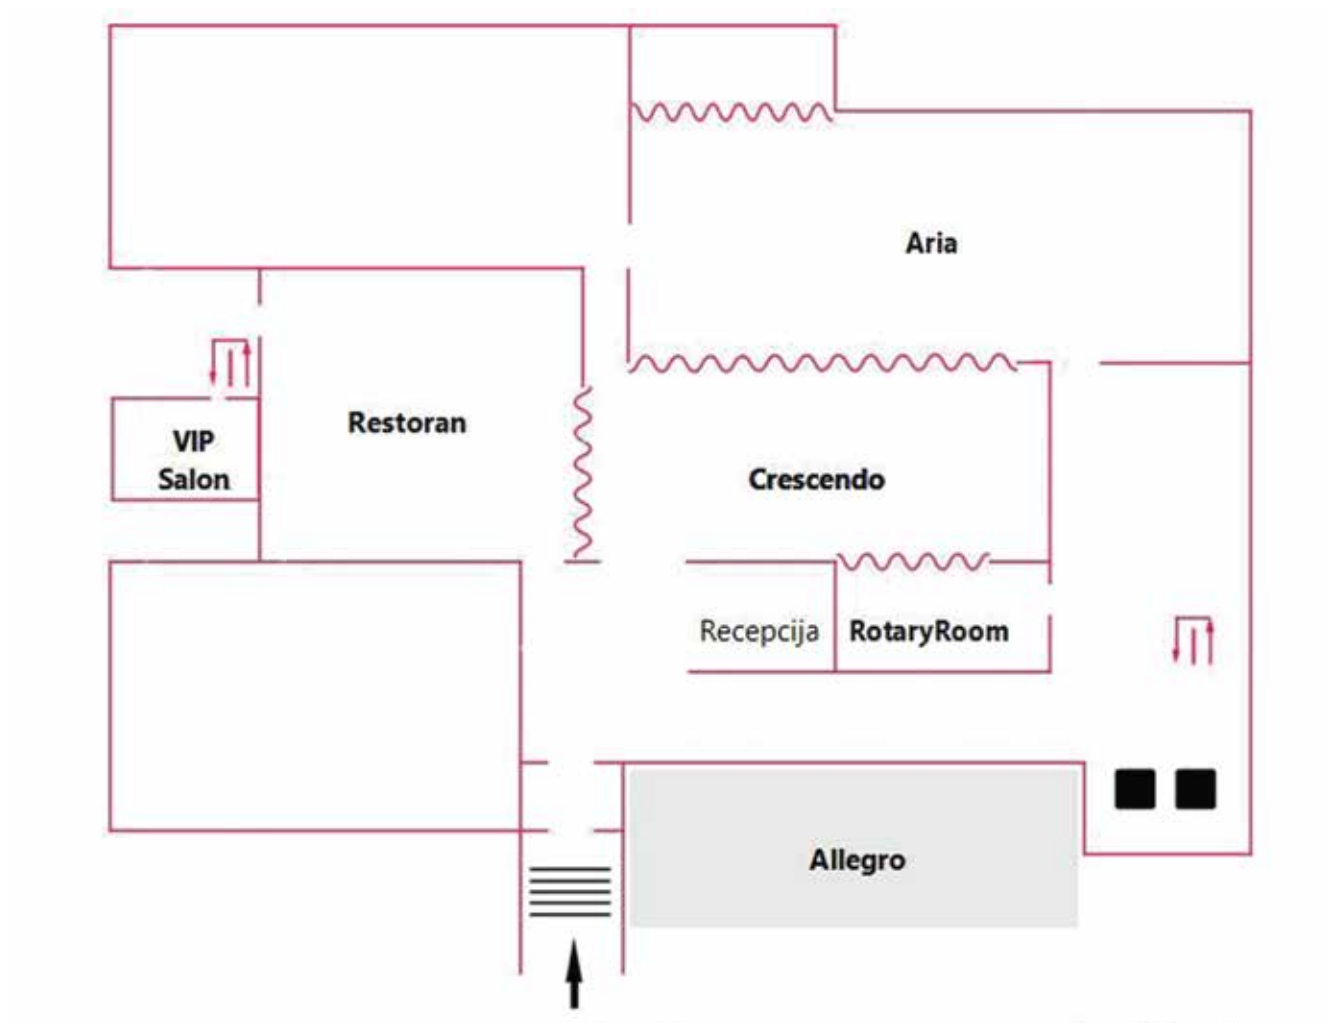 Aria
Restoran
VIP
Salon
Crescendo
Recepcija
RotaryRoom
Allegro